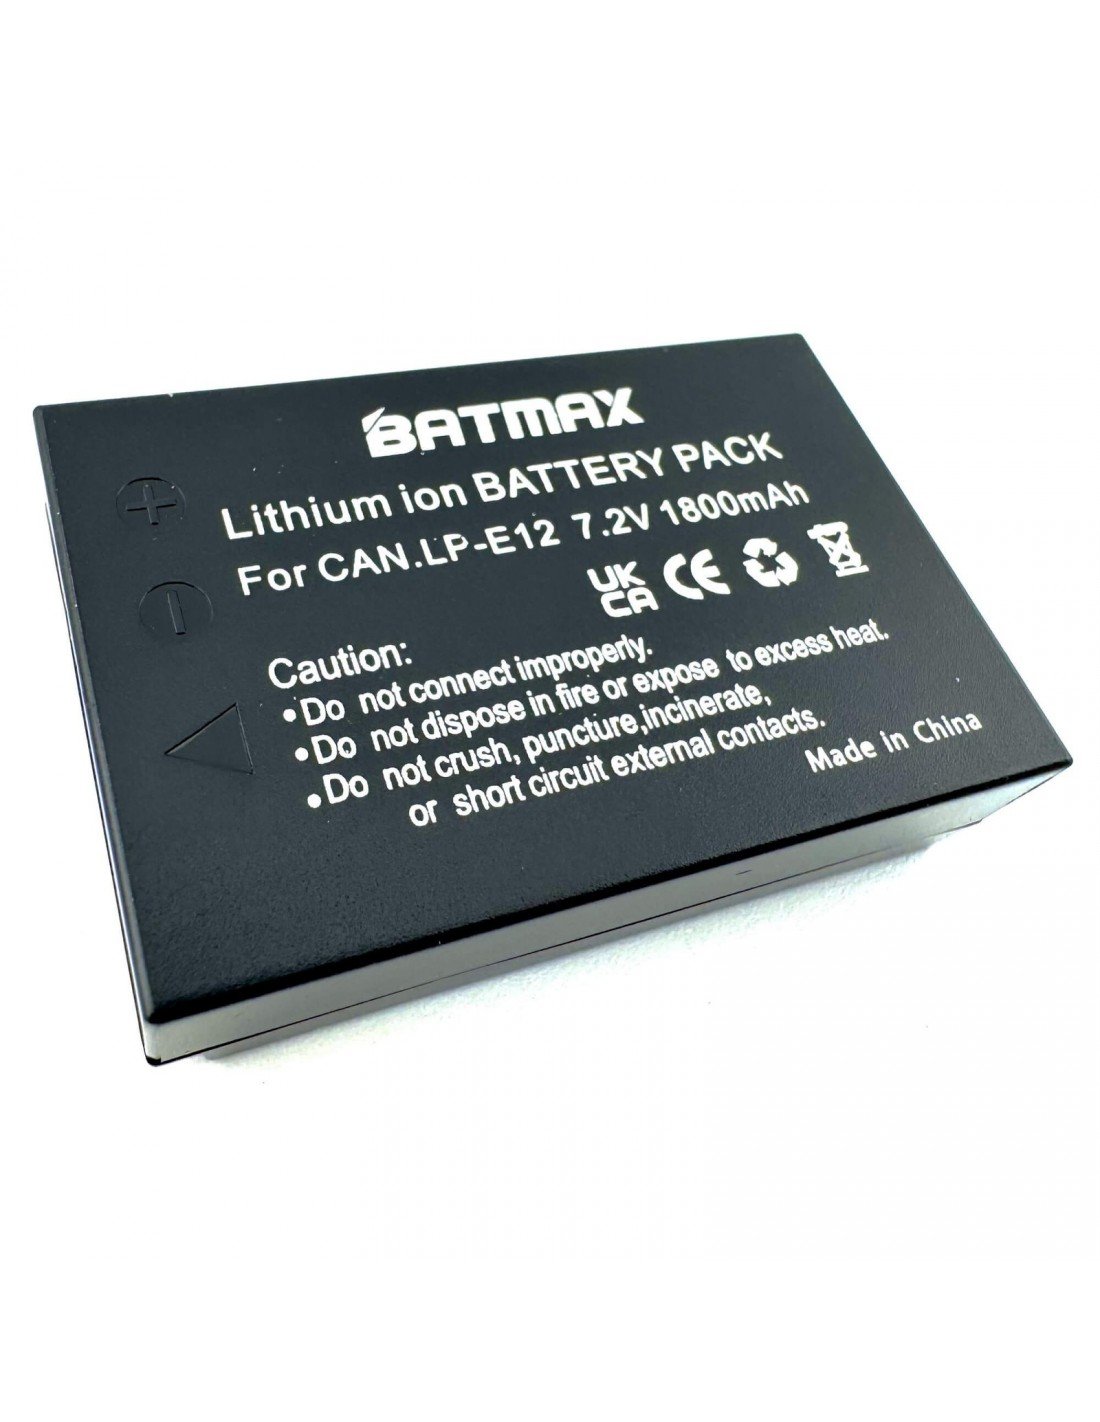 BATMAX
Lithium ion BATTERY PACK
For CAN.LP-E12 7.2V 1800mAh
UK
CA CE
Caution:
•Do not connect improperly.
•Do not dispose in fire or expose to excess heat.
•Do not crush, puncture,incinerate,
or short circuit external contacts.
Made in China